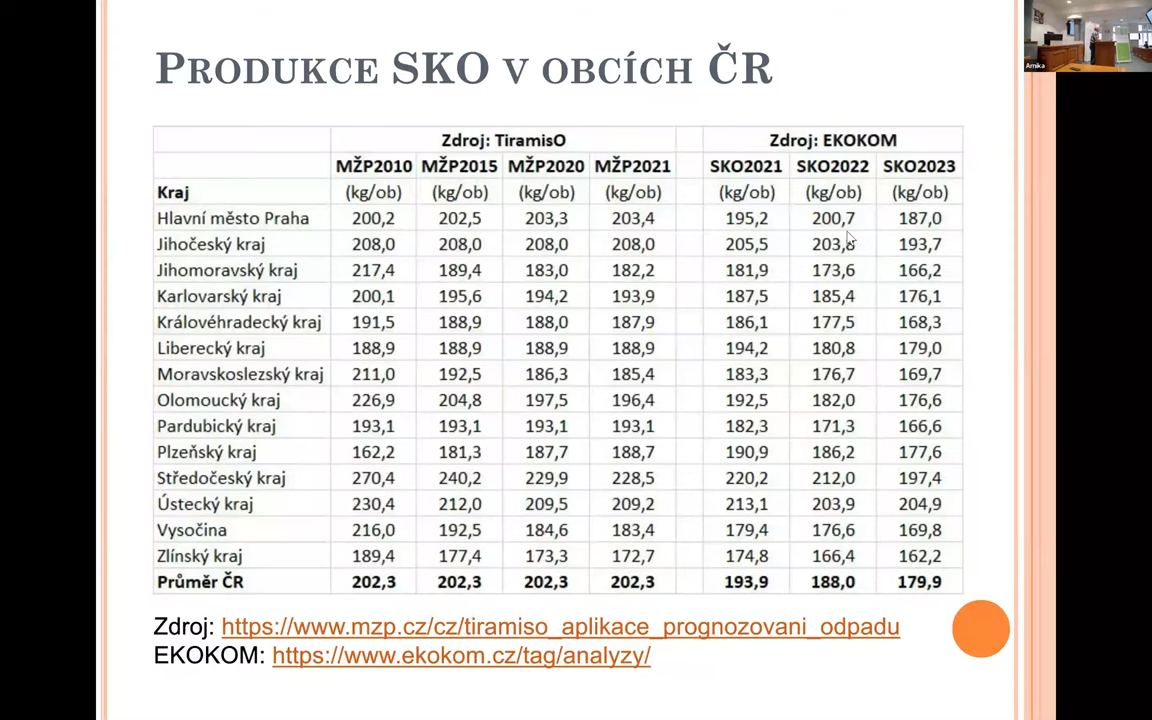 PRODUKCE SKO V OBCÍCH ČR
Arnika
Zdroj: TiramisO Zdroj: EKOKOM
MŽP2010 MŽP2015 MŽP2020 MŽP2021 SKO2021 SKO2022 SKO2023
Kraj (kg/ob) (kg/ob) (kg/ob) (kg/ob) (kg/ob) (kg/ob) (kg/ob)
Hlavní město Praha 200,2 202,5 203,3 203,4 195,2 200,7 187,0
Jihočeský kraj 208,0 208,0 208,0 208,0 205,5 203,8 193,7
Jihomoravský kraj 217,4 189,4 183,0 182,2 181,9 173,6 166,2
Karlovarský kraj 200,1 195,6 194,2 193,9 187,5 185,4 176,1
Královéhradecký kraj 191,5 188,9 188,0 187,9 186,1 177,5 168,3
Liberecký kraj 188,9 188,9 188,9 188,9 194,2 180,8 179,0
Moravskoslezský kraj 211,0 192,5 186,3 185,4 183,3 176,7 169,7
Olomoucký kraj 226,9 204,8 197,5 196,4 192,5 182,0 176,6
Pardubický kraj 193,1 193,1 193,1 193,1 182,3 171,3 166,6
Plzeňský kraj 162,2 181,3 187,7 188,7 190,9 186,2 177,6
Středočeský kraj 270,4 240,2 229,9 228,5 220,2 212,0 197,4
Ústecký kraj 230,4 212,0 209,5 209,2 213,1 203,9 204,9
Vysočina 216,0 192,5 184,6 183,4 179,4 176,6 169,8
Zlínský kraj 189,4 177,4 173,3 172,7 174,8 166,4 162,2
Průměr ČR 202,3 202,3 202,3 202,3 193,9 188,0 179,9
Zdroj: https://www.mzp.cz/cz/tiramiso_aplikace_prognozovani_odpadu
EKOKOM: https://www.ekokom.cz/tag/analyzy/